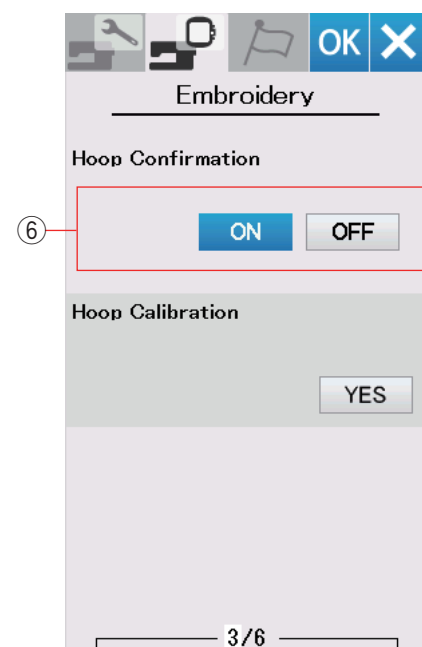 OK
Embroidery
Hoop Confirmation
⑥ ON OFF
Hoop Calibration
YES
3/6